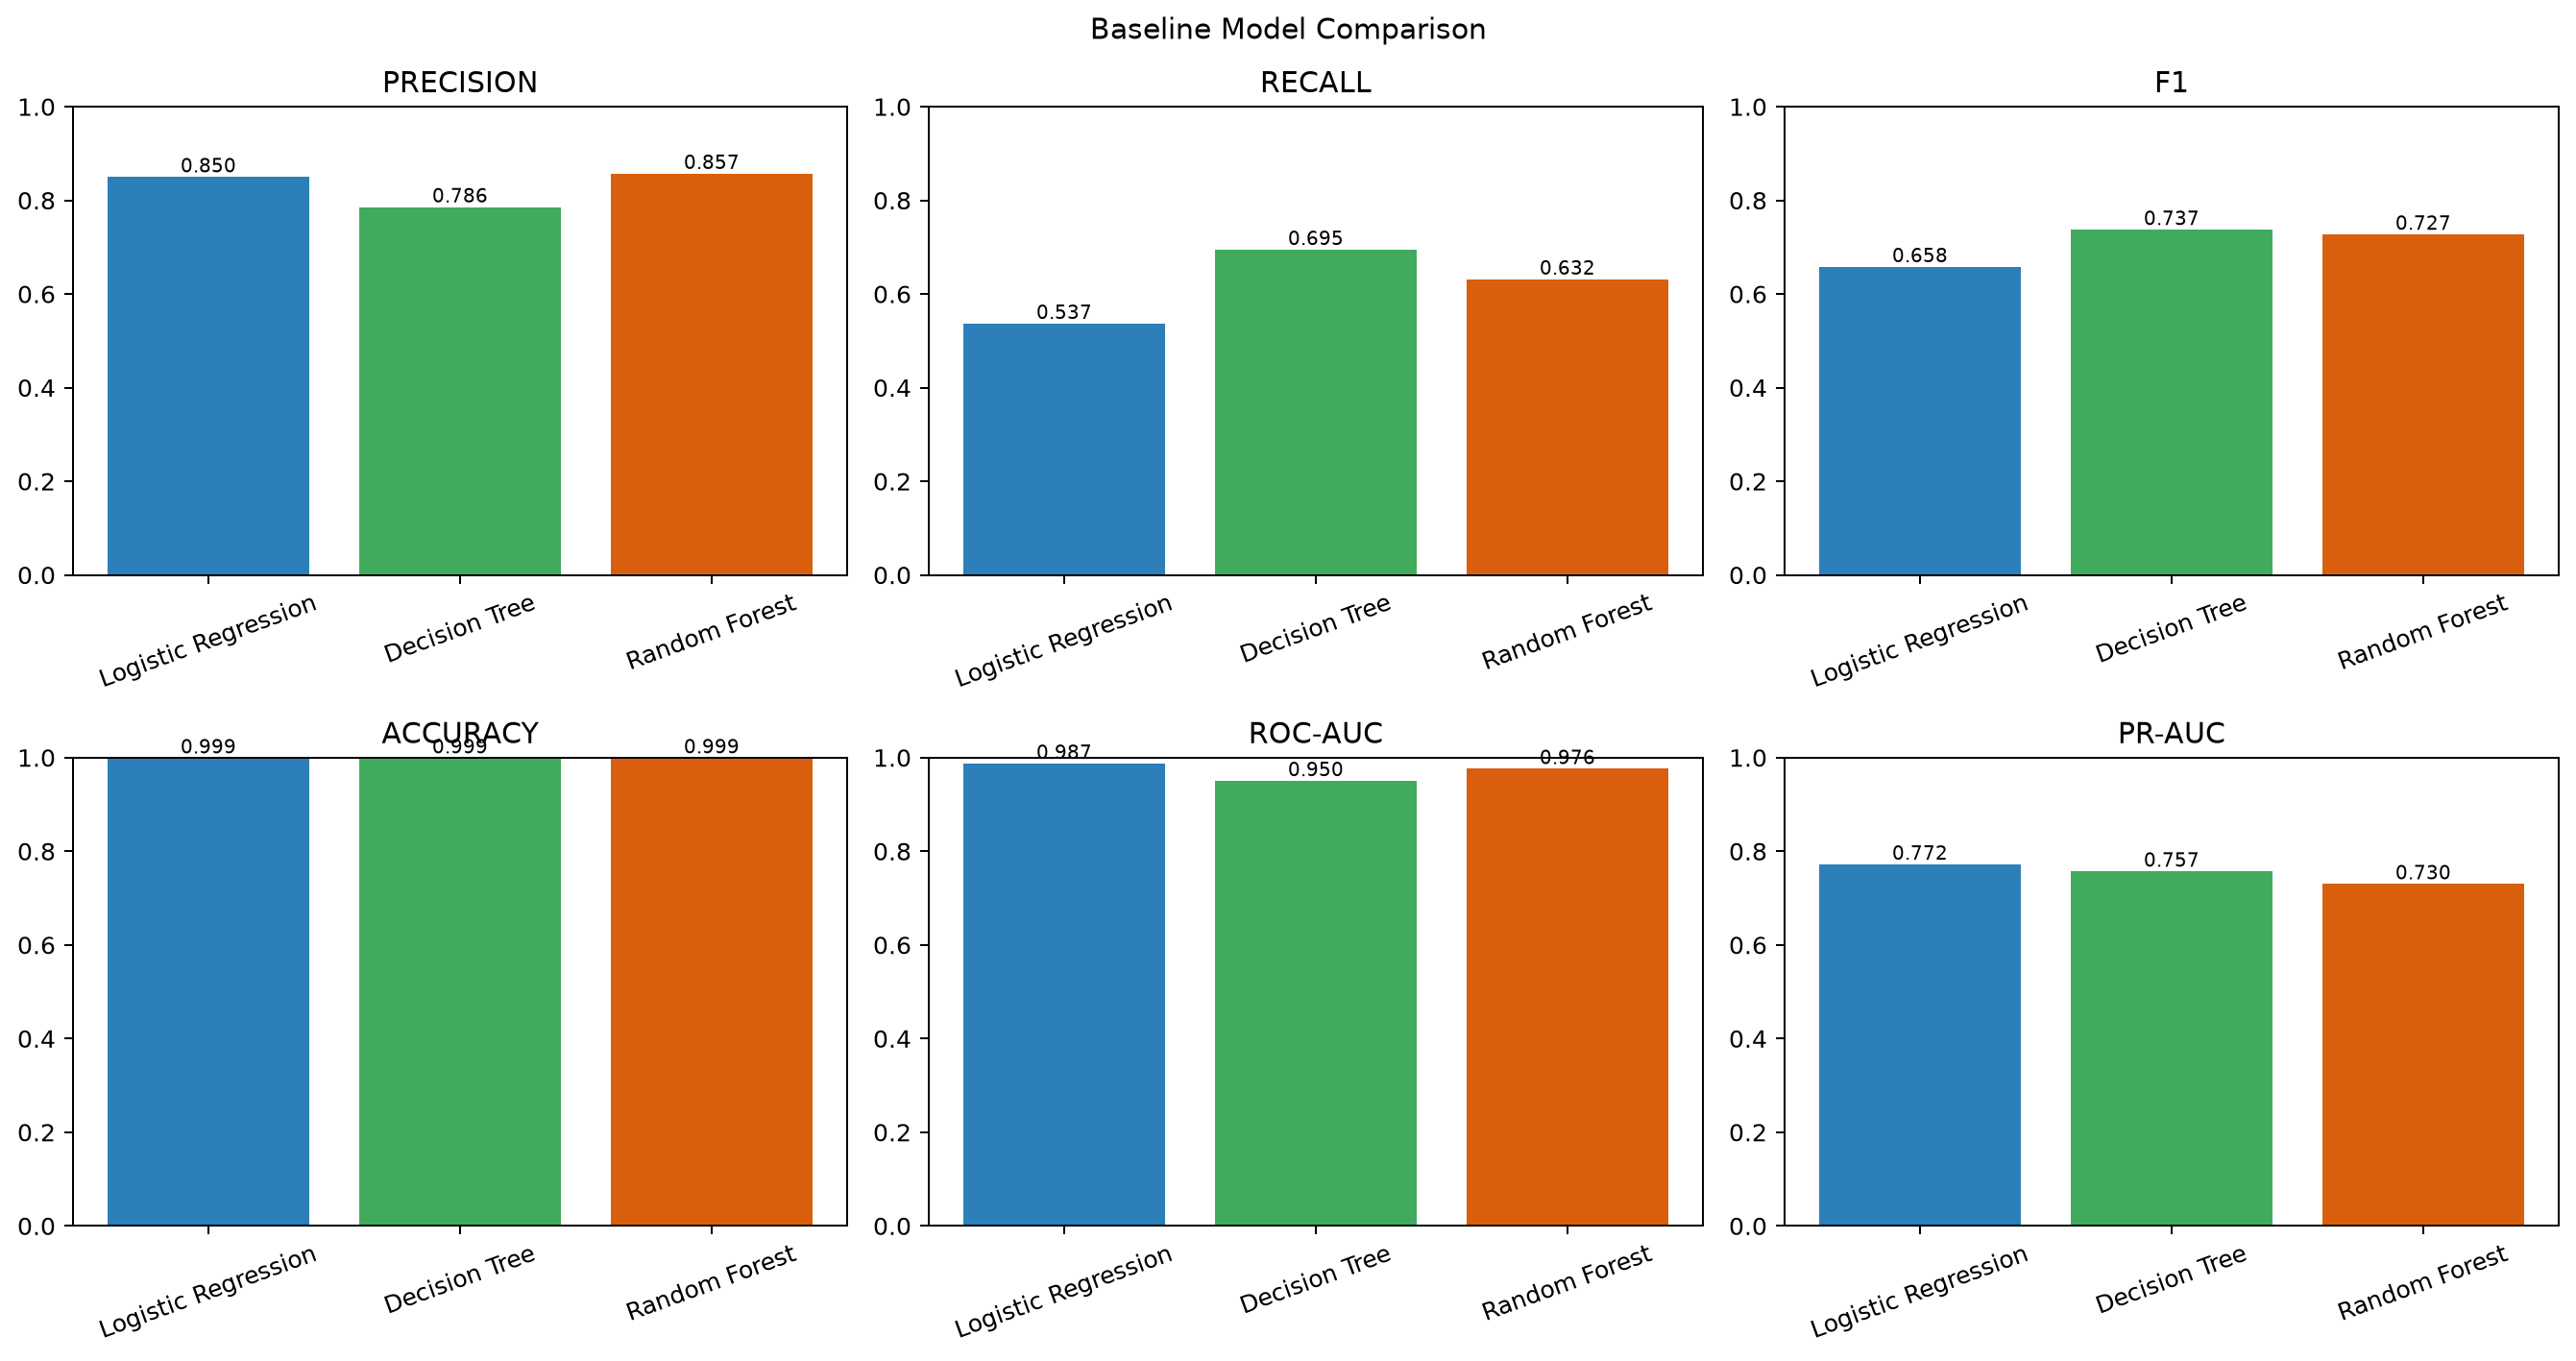 Baseline Model Comparison
PRECISION
1.0
0.8
0.6
0.4
0.2
0.0
0.850
0.786
0.857
Logistic Regression
Decision Tree
Random Forest
RECALL
1.0
0.8
0.6
0.4
0.2
0.0
0.537
0.695
0.632
Logistic Regression
Decision Tree
Random Forest
F1
1.0
0.8
0.6
0.4
0.2
0.0
0.658
0.737
0.727
Logistic Regression
Decision Tree
Random Forest
ACCURACY
1.0
0.8
0.6
0.4
0.2
0.0
0.999
0.999
0.999
Logistic Regression
Decision Tree
Random Forest
ROC-AUC
1.0
0.8
0.6
0.4
0.2
0.0
0.987
0.950
0.976
Logistic Regression
Decision Tree
Random Forest
PR-AUC
1.0
0.8
0.6
0.4
0.2
0.0
0.772
0.757
0.730
Logistic Regression
Decision Tree
Random Forest